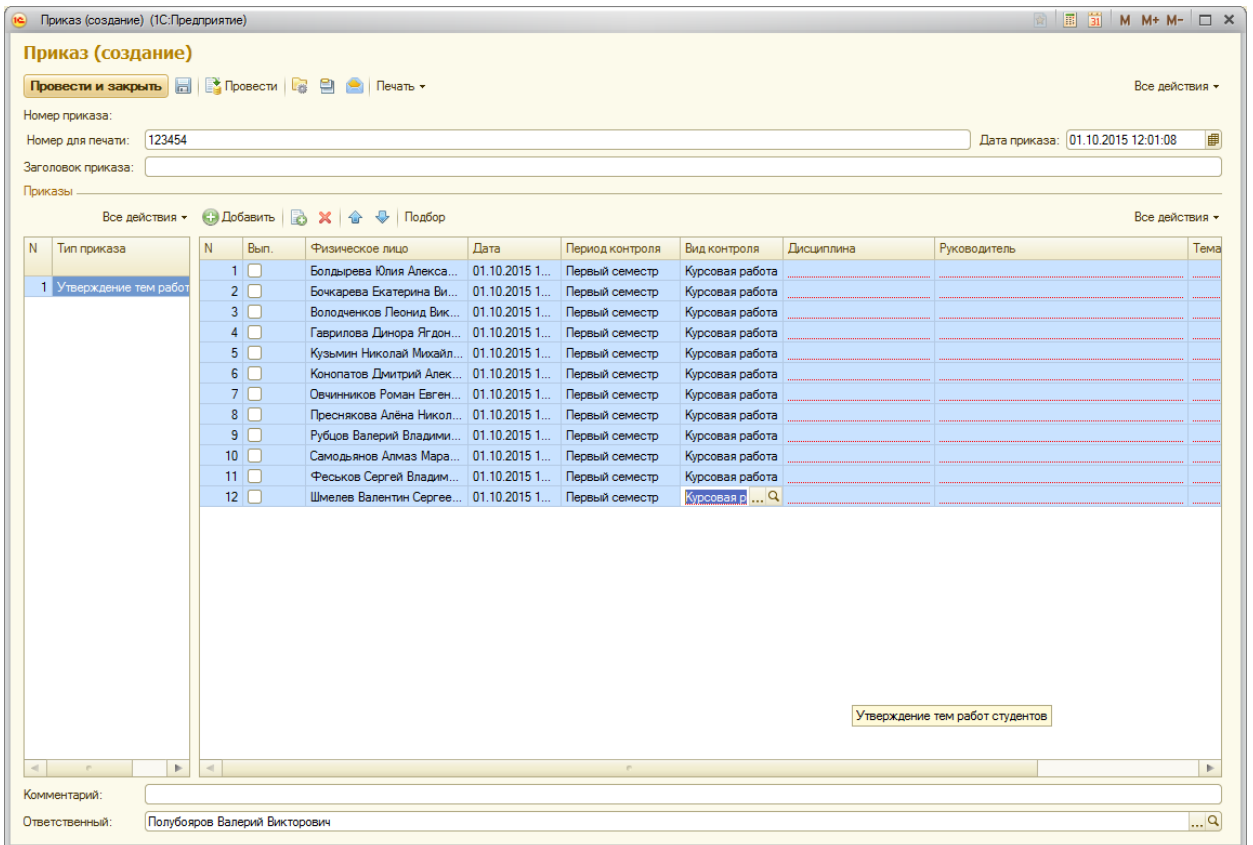 Приказ (создание) (1С:Предприятие)
M M+ M-
Приказ (создание)
Провести и закрыть Провести Печать Все действия
Номер приказа:
Номер для печати: 123454 Дата приказа: 01.10.2015 12:01:08
Заголовок приказа:
Приказы
Все действия Добавить Подбор Все действия
N Тип приказа N Вып. Физическое лицо Дата Период контроля Вид контроля Дисциплина Руководитель Тема
1 Болдырева Юлия Алекса... 01.10.2015 1... Первый семестр Курсовая работа
1 Утверждение тем работ 2 Бочкарева Екатерина Ви... 01.10.2015 1... Первый семестр Курсовая работа
3 Володченков Леонид Вик... 01.10.2015 1... Первый семестр Курсовая работа
4 Гаврилова Динора Ягдон... 01.10.2015 1... Первый семестр Курсовая работа
5 Кузьмин Николай Михайл... 01.10.2015 1... Первый семестр Курсовая работа
6 Конопатов Дмитрий Алек... 01.10.2015 1... Первый семестр Курсовая работа
7 Овчинников Роман Евген... 01.10.2015 1... Первый семестр Курсовая работа
8 Преснякова Алёна Никол... 01.10.2015 1... Первый семестр Курсовая работа
9 Рубцов Валерий Владими... 01.10.2015 1... Первый семестр Курсовая работа
10 Самодьянов Алмаз Мара... 01.10.2015 1... Первый семестр Курсовая работа
11 Феськов Сергей Владим... 01.10.2015 1... Первый семестр Курсовая работа
12 Шмелев Валентин Сергее... 01.10.2015 1... Первый семестр Курсовая р ...
Утверждение тем работ студентов
Комментарий:
Ответственный: Полубояров Валерий Викторович ...